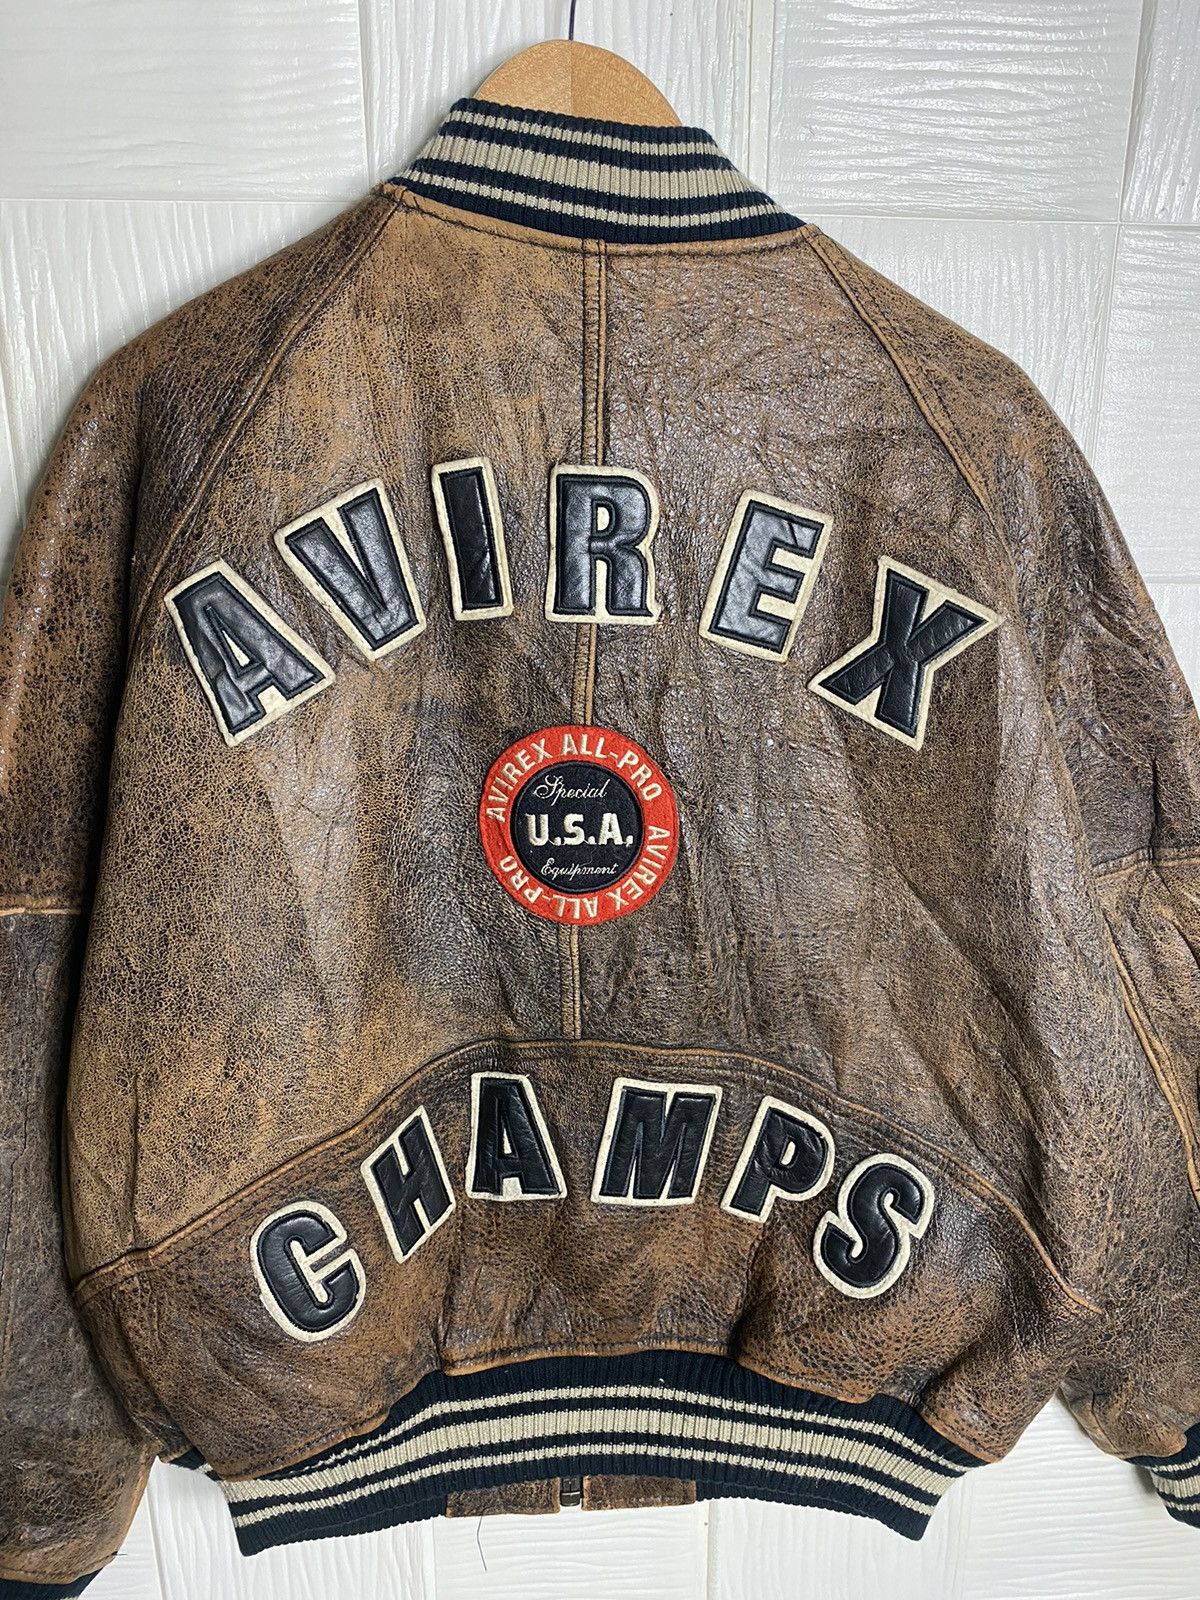 AVIREX
AVIREX ALL-PRO
Special
U.S.A.
Equipment
AVIREX ALL-PRO
CHAMPS